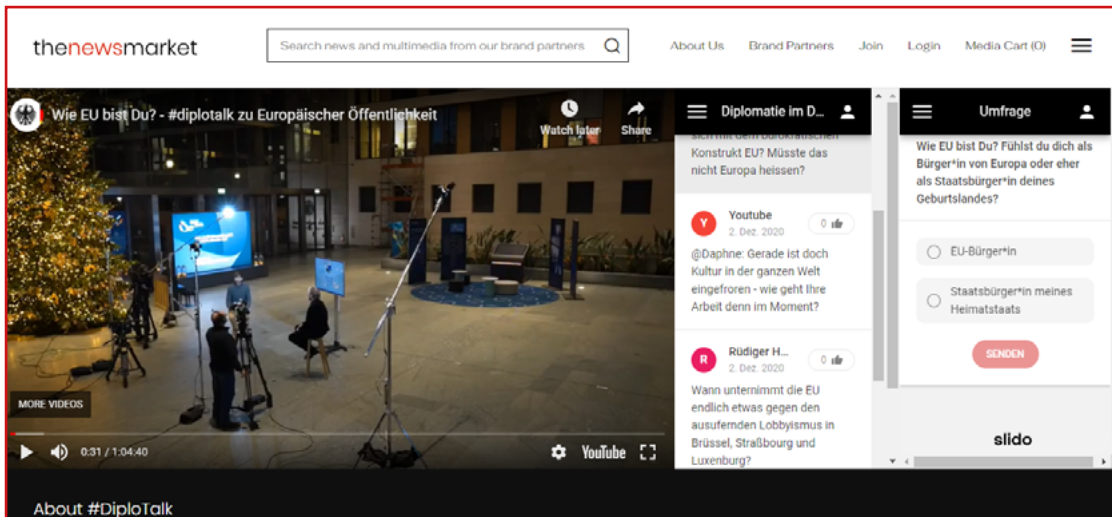 thenewsmarket
Search news and multimedia from our brand partners
About Us
Brand Partners
Join
Login
Media Cart (0)
Wie EU bist Du? - #diplotalk zu Europäischer Öffentlichkeit
Watch later
Share
MORE VIDEOS
0:31 / 1:04:40
YouTube
Diplomatie im D...
sich mit dem bürokratischen
Konstrukt EU? Müsste das
nicht Europa heissen?
Y
Youtube
2. Dez. 2020
0
@Daphne: Gerade ist doch
Kultur in der ganzen Welt
eingefroren - wie geht Ihre
Arbeit denn im Moment?
R
Rüdiger H...
2. Dez. 2020
0
Wann unternimmt die EU
endlich etwas gegen den
ausufernden Lobbyismus in
Brüssel, Straßbourg und
Luxenburg?
Umfrage
Wie EU bist Du? Fühlst du dich als
Bürger*in von Europa oder eher
als Staatsbürger*in deines
Geburtslandes?
EU-Bürger*in
Staatsbürger*in meines
Heimatstaats
SENDEN
slido
About #DiploTalk